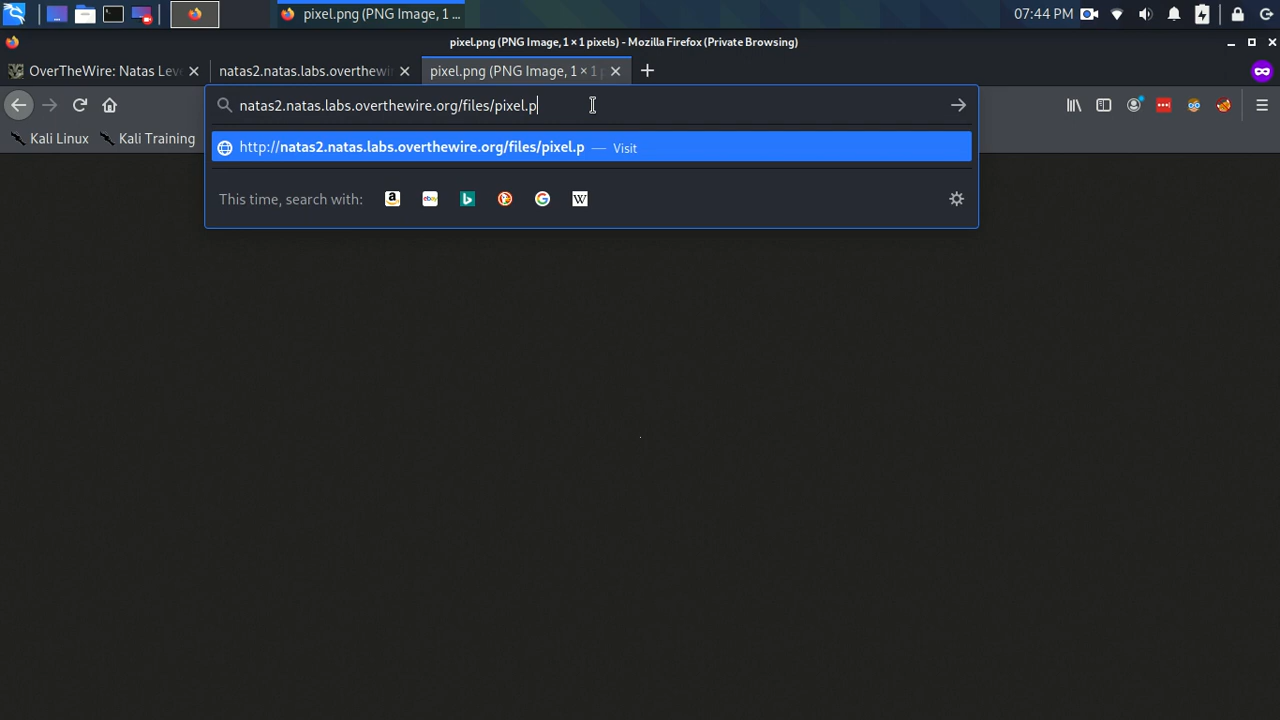 pixel.png (PNG Image, 1 ...
07:44 PM
pixel.png (PNG Image, 1 × 1 pixels) - Mozilla Firefox (Private Browsing)
OverTheWire: Natas Leve
natas2.natas.labs.overthewir
pixel.png (PNG Image, 1 × 1 p
natas2.natas.labs.overthewire.org/files/pixel.p
Kali Linux
Kali Training
http://natas2.natas.labs.overthewire.org/files/pixel.p — Visit
This time, search with: